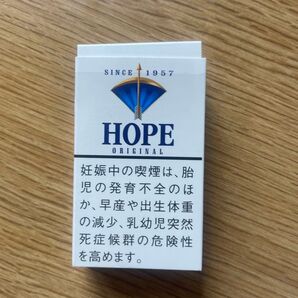 SINCE 1957
HOPE
ORIGINAL
妊娠中の喫煙は、胎
児の発育不全のほ
か、早産や出生体重
の減少、乳幼児突然
死症候群の危険性
を高めます。